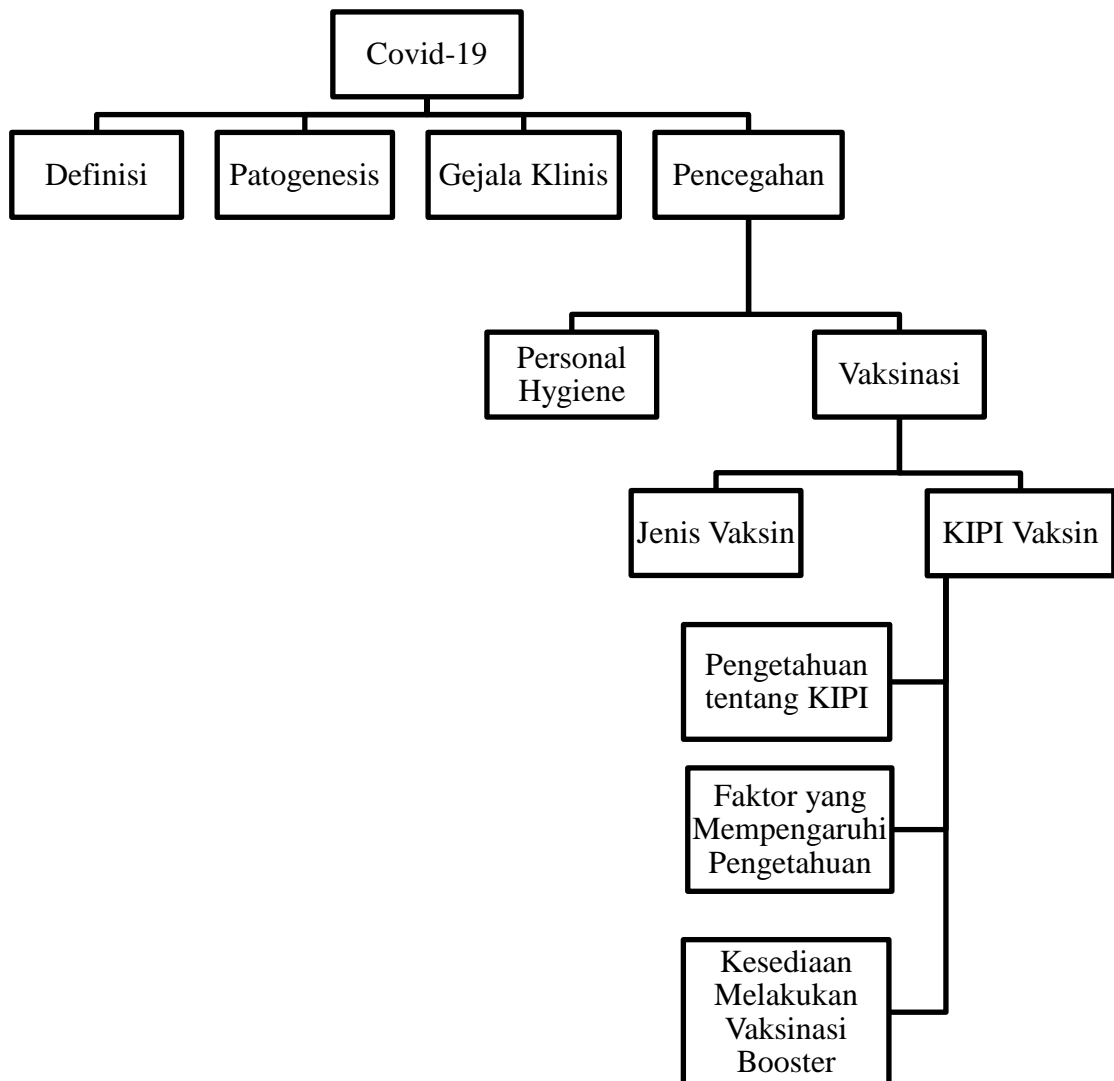 Covid-19
Definisi
Patogenesis
Gejala Klinis
Pencegahan
Personal
Hygiene
Vaksinasi
Jenis Vaksin
KIPI Vaksin
Pengetahuan
tentang KIPI
Faktor yang
Mempengaruhi
Pengetahuan
Kesediaan
Melakukan
Vaksinasi
Booster